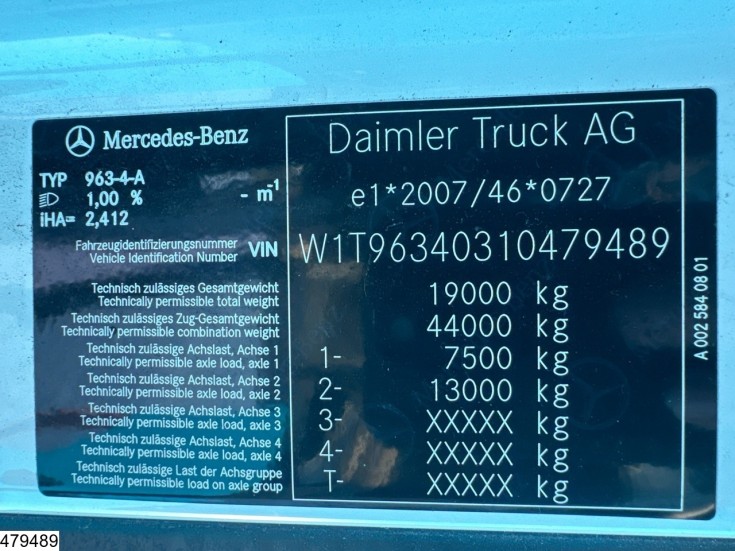 Mercedes-Benz
TYP 963-4-A
1,00 % - m-1
iHA= 2,412
Fahrzeugidentifizierungsnummer
Vehicle Identification Number
VIN
Daimler Truck AG
e1*2007/46*0727
W1T96340310479489
Technisch zulässiges Gesamtgewicht
Technically permissible total weight
19000 kg
Technisch zulässiges Zug-Gesamtgewicht
Technically permissible combination weight
44000 kg
Technisch zulässige Achslast, Achse 1
Technically permissible axle load, axle 1
1- 7500 kg
Technisch zulässige Achslast, Achse 2
Technically permissible axle load, axle 2
2- 13000 kg
Technisch zulässige Achslast, Achse 3
Technically permissible axle load, axle 3
3- XXXXX kg
Technisch zulässige Achslast, Achse 4
Technically permissible axle load, axle 4
4- XXXXX kg
Technisch zulässige Last der Achsgruppe
Technically permissible load on axle group
T- XXXXX kg
A 002 584 08 01
479489